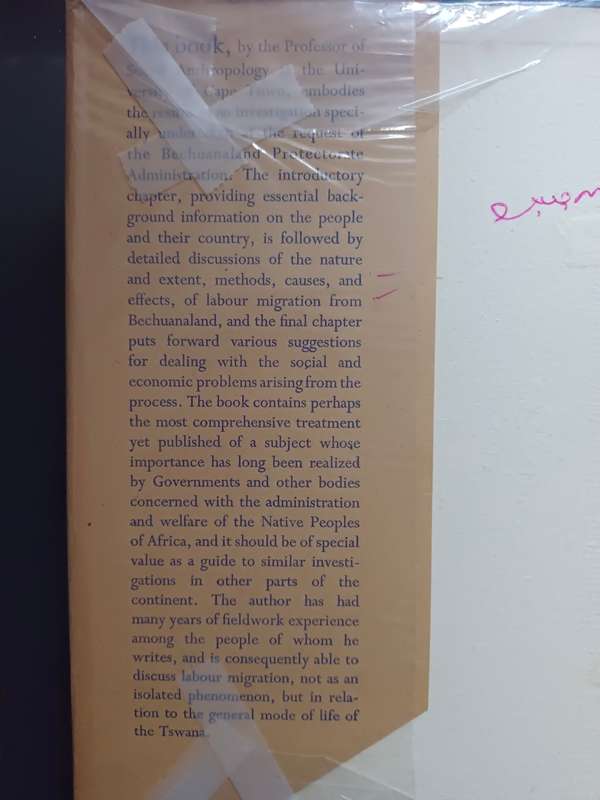 This book, by the Professor of
Social Anthropology in the Uni-
versity of Cape Town, embodies
the results of an investigation speci-
ally undertaken at the request of
the Bechuanaland Protectorate
Administration. The introductory
chapter, providing essential back-
ground information on the people
and their country, is followed by
detailed discussions of the nature
and extent, methods, causes, and
effects, of labour migration from
Bechuanaland, and the final chapter
puts forward various suggestions
for dealing with the social and
economic problems arising from the
process. The book contains perhaps
the most comprehensive treatment
yet published of a subject whose
importance has long been realized
by Governments and other bodies
concerned with the administration
and welfare of the Native Peoples
of Africa, and it should be of special
value as a guide to similar investi-
gations in other parts of the
continent. The author has had
many years of fieldwork experience
among the people of whom he
writes, and is consequently able to
discuss labour migration, not as an
isolated phenomenon, but in rela-
tion to the general mode of life of
the Tswana.